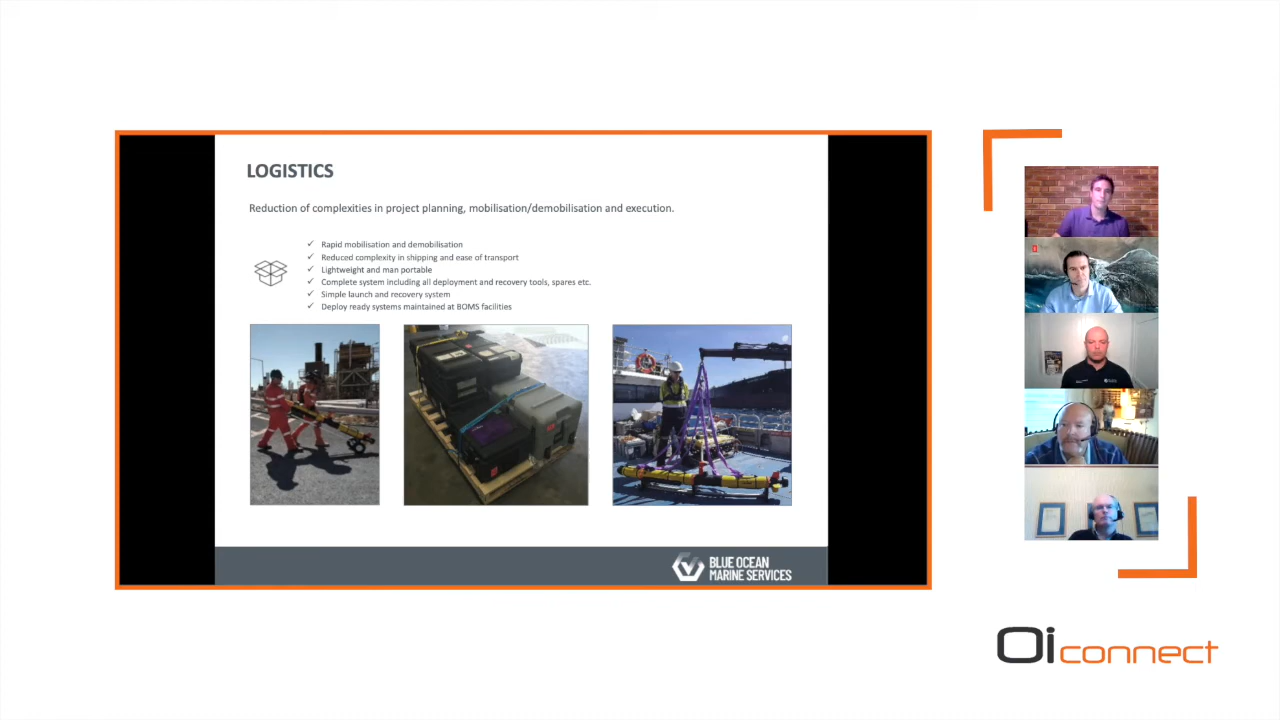 LOGISTICS
Reduction of complexities in project planning, mobilisation/demobilisation and execution.
Rapid mobilisation and demobilisation
Reduced complexity in shipping and ease of transport
Lightweight and man portable
Complete system including all deployment and recovery tools, spares etc.
Simple launch and recovery system
Deploy ready systems maintained at BOMS facilities
BLUE OCEAN
MARINE SERVICES
Oi connect